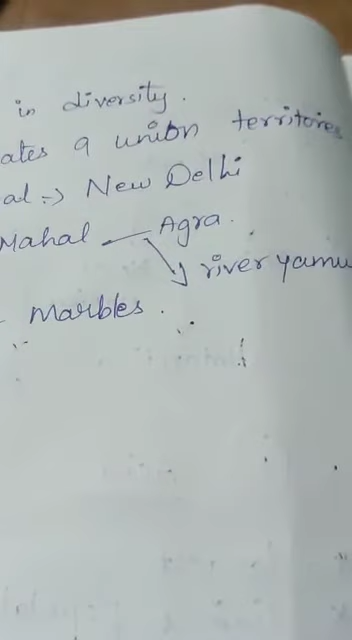 in diversity.
ates 9 union territories
al :-> New Delhi
Mahal — Agra.
river yamu
- Marbles.